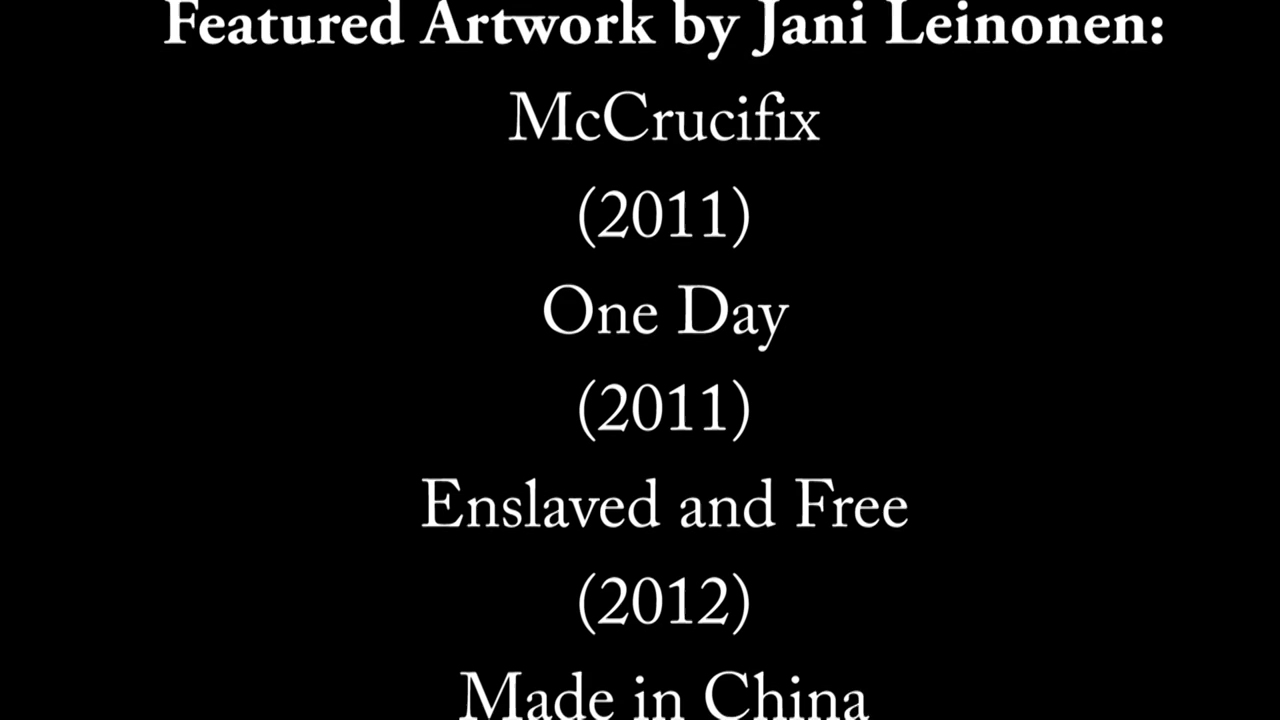 Featured Artwork by Jani Leinonen:
McCrucifix
(2011)
One Day
(2011)
Enslaved and Free
(2012)
Made in China